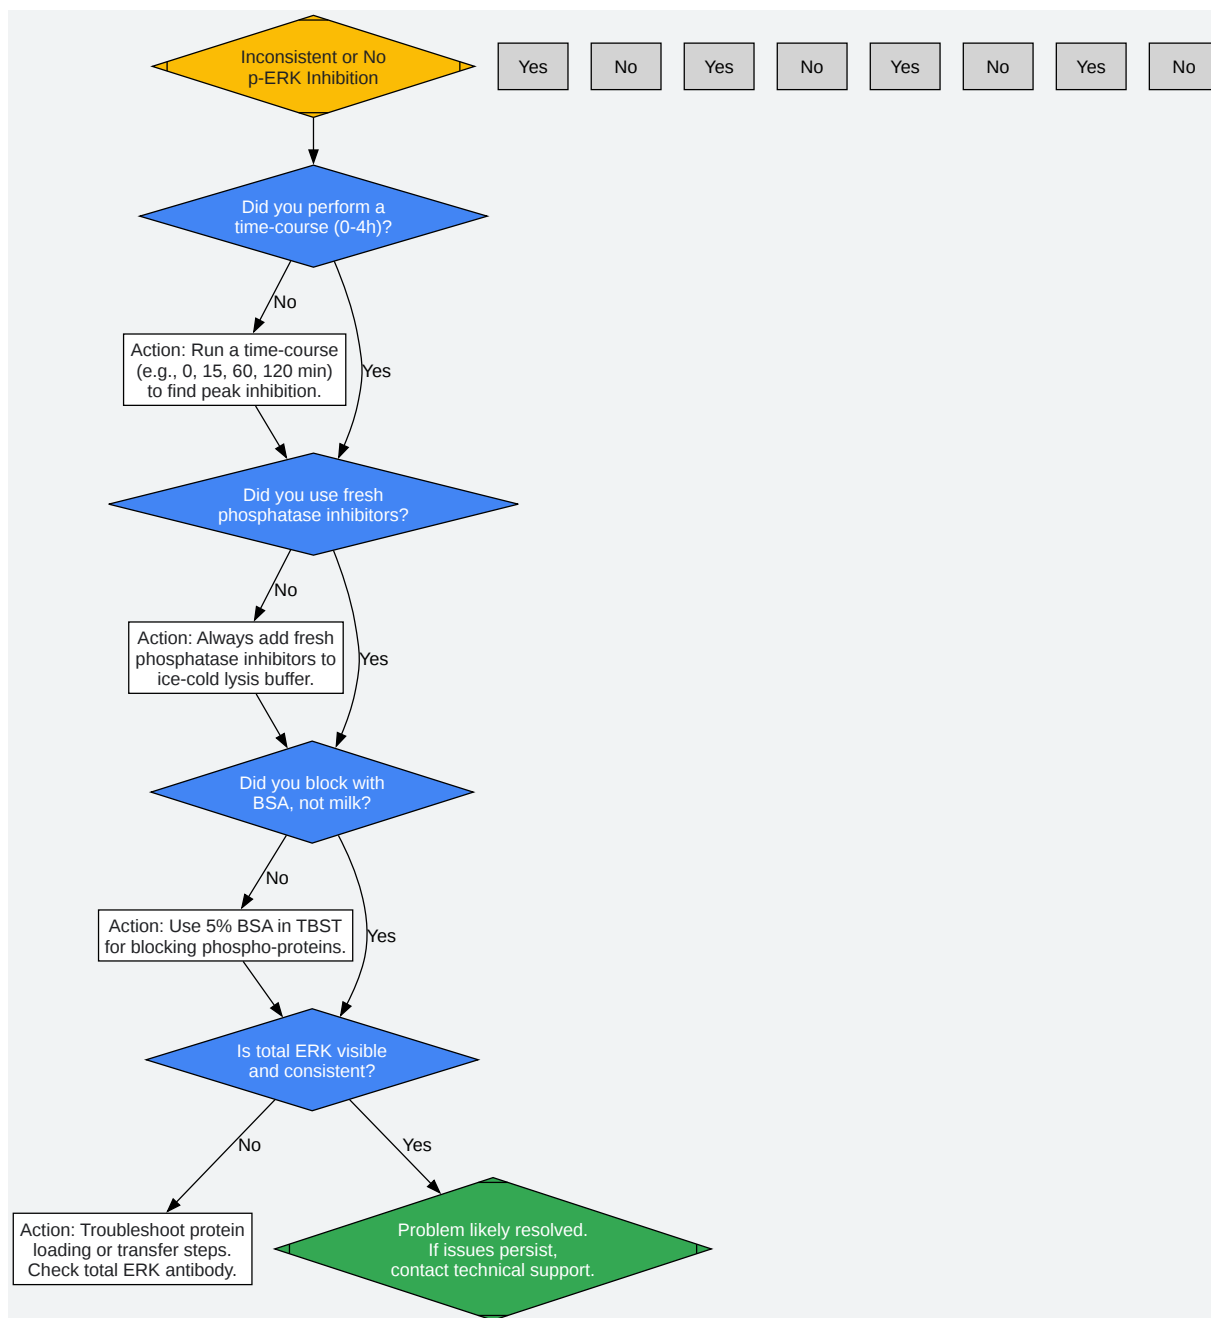 Inconsistent or No
p-ERK Inhibition
Yes
No
Yes
No
Yes
No
Yes
No
Did you perform a
time-course (0-4h)?
No
Action: Run a time-course
(e.g., 0, 15, 60, 120 min)
to find peak inhibition.
Yes
Did you use fresh
phosphatase inhibitors?
No
Action: Always add fresh
phosphatase inhibitors to
ice-cold lysis buffer.
Yes
Did you block with
BSA, not milk?
No
Action: Use 5% BSA in TBST
for blocking phospho-proteins.
Yes
Is total ERK visible
and consistent?
No
Yes
Action: Troubleshoot protein
loading or transfer steps.
Check total ERK antibody.
Problem likely resolved.
If issues persist,
contact technical support.